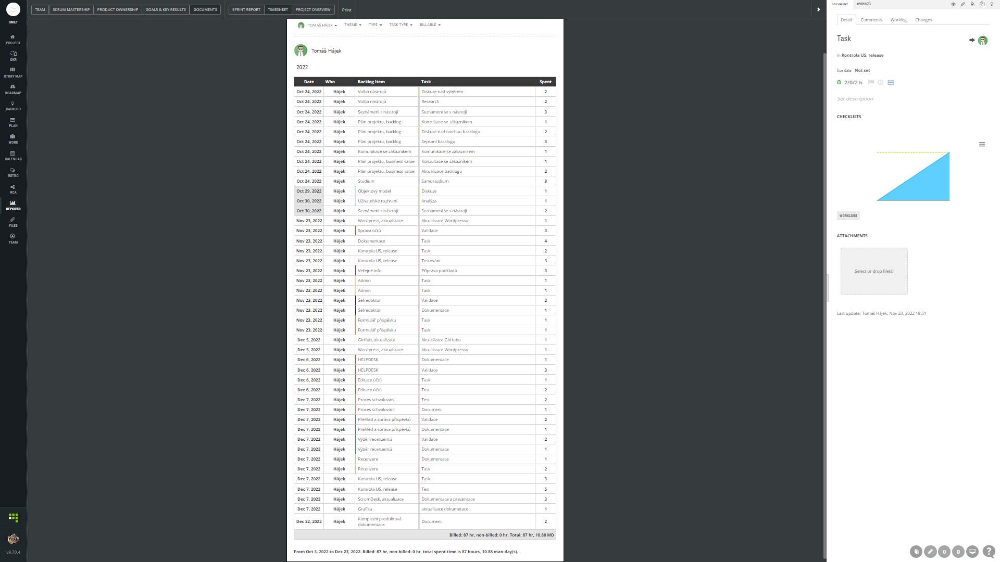 TEAM SCRUM MASTERSHIP PRODUCT OWNERSHIP GOALS & KEY RESULTS DOCUMENTS SPRINT REPORT TIMESHEET PROJECT OVERVIEW Print
OMET
PROJECT
OKR
STORY MAP
ROADMAP
BACKLOG
PLAN
WORK
CALENDAR
RETRO
RCA
REPORTS
FILES
TEAM
v9.70.4
TOMÁŠ HÁJEK THEME TYPE TASK TYPE BILLABLE
Tomáš Hájek
2022
Date Who Backlog Item Task Spent
Oct 24, 2022 Hájek Volba nástrojů Diskuze nad výběrem 2
Oct 24, 2022 Hájek Volba nástrojů Research 2
Oct 24, 2022 Hájek Seznámení s nástroji Seznámení se s nástroji 3
Oct 24, 2022 Hájek Plán projektu, backlog Konzultace se zákazníkem 1
Oct 24, 2022 Hájek Plán projektu, backlog Diskuze nad tvorbou backlogu 2
Oct 24, 2022 Hájek Plán projektu, backlog Sepsání backlogu 3
Oct 24, 2022 Hájek Komunikace se zákazníkem Komunikace se zákazníkem 1
Oct 24, 2022 Hájek Plán projektu, business value Konzultace se zákazníkem 1
Oct 24, 2022 Hájek Plán projektu, business value Aktualizace backlogu 2
Oct 24, 2022 Hájek Studium Samostudium 8
Oct 29, 2022 Hájek Objektový model Diskuze 1
Oct 30, 2022 Hájek Uživatelské rozhraní Analýza 1
Oct 30, 2022 Hájek Seznámení s nástroji Seznámení se s nástroji 2
Nov 23, 2022 Hájek Wordpress, aktualizace Aktualizace Wordpressu 1
Nov 23, 2022 Hájek Správa účtů Validace 3
Nov 23, 2022 Hájek Dokumentace Task 4
Nov 23, 2022 Hájek Kontrola US, release Task 2
Nov 23, 2022 Hájek Kontrola US, release Testování 3
Nov 23, 2022 Hájek Veřejné info Příprava podkladů 3
Nov 23, 2022 Hájek Admin Task 1
Nov 23, 2022 Hájek Admin Task 1
Nov 23, 2022 Hájek Šéfredaktor Validace 2
Nov 23, 2022 Hájek Šéfredaktor Dokumentace 1
Nov 23, 2022 Hájek Formulář příspěvku Task 1
Nov 23, 2022 Hájek Formulář příspěvku Task 1
Dec 5, 2022 Hájek GitHub, aktualizace Aktualizace GitHubu 1
Dec 5, 2022 Hájek Wordpress, aktualizace Aktualizace Wordpressu 1
Dec 6, 2022 Hájek HELPDESK Dokumentace 1
Dec 6, 2022 Hájek HELPDESK Validace 3
Dec 6, 2022 Hájek Editace účtů Task 1
Dec 6, 2022 Hájek Editace účtů Test 2
Dec 7, 2022 Hájek Proces schvalování Test 2
Dec 7, 2022 Hájek Proces schvalování Document 1
Dec 7, 2022 Hájek Přehled a správa příspěvků Validace 2
Dec 7, 2022 Hájek Přehled a správa příspěvků Dokumentace 1
Dec 7, 2022 Hájek Výběr recenzentů Validace 2
Dec 7, 2022 Hájek Výběr recenzentů Dokumentace 1
Dec 7, 2022 Hájek Recenzent Dokumentace 1
Dec 7, 2022 Hájek Recenzent Task 2
Dec 7, 2022 Hájek Kontrola US, release Task 3
Dec 7, 2022 Hájek Kontrola US, release Test 5
Dec 7, 2022 Hájek ScrumDesk, aktualizace Dokumentace a prezentace 3
Dec 7, 2022 Hájek Grafika aktualizace dokumetace 1
Dec 22, 2022 Hájek Kompletní produktová dokumentace Document 2
Billed: 87 hr, non-billed: 0 hr. Total: 87 hr, 10.88 MD
From Oct 3, 2022 to Dec 23, 2022. Billed: 87 hr, non-billed: 0 hr, total spent time is 87 hours, 10.88 man-day(s).
DOCUMENT #901873
Detail Comments Worklog Changes
Task
in Kontrola US, release
Due date Not set
2/0/2 h
Set description
CHECKLISTS
WORKLOGS
ATTACHMENTS
Select or drop file(s)
Last update: Tomáš Hájek, Nov 23, 2022 18:51
0 0 ?